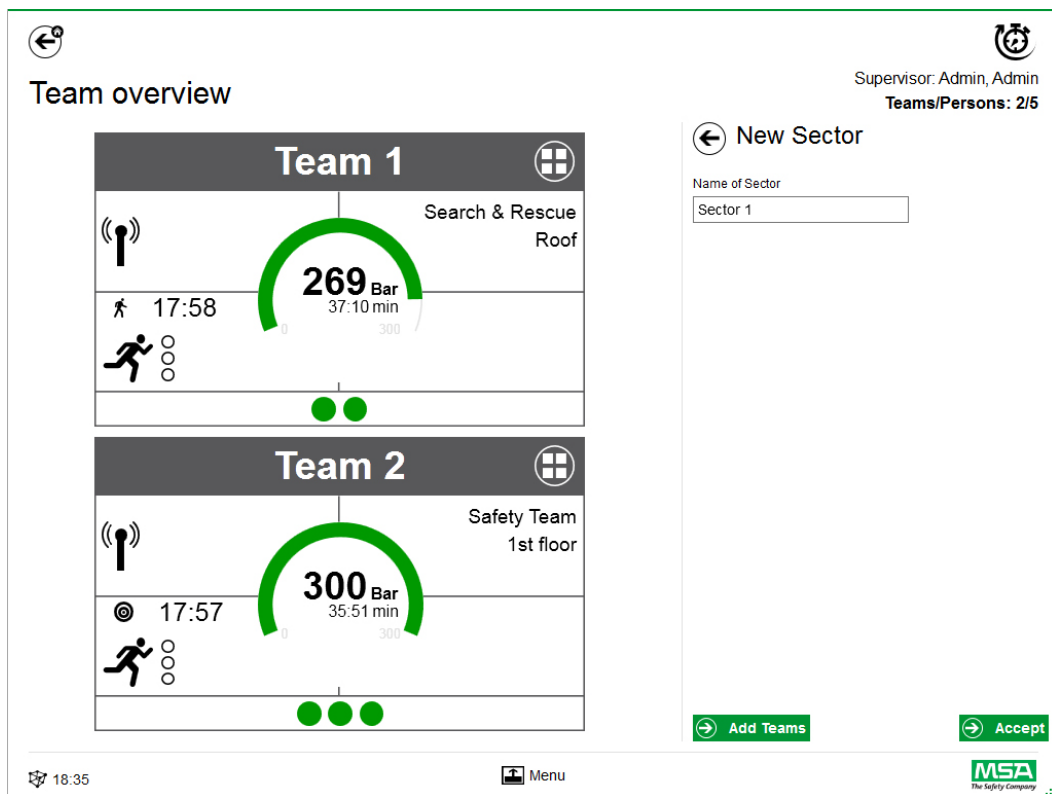 Supervisor: Admin, Admin
Team overview
Teams/Persons: 2/5
Team 1
Search & Rescue
Roof
269 Bar
37:10 min
0 300
17:58
Team 2
Safety Team
1st floor
300 Bar
35:51 min
0 300
17:57
New Sector
Name of Sector
Sector 1
Add Teams
Accept
18:35
Menu
MSA
The Safety Company